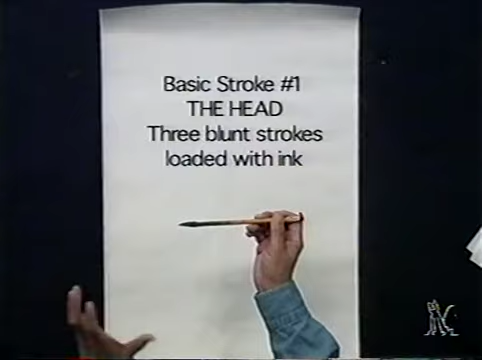 Basic Stroke #1
THE HEAD
Three blunt strokes
loaded with ink